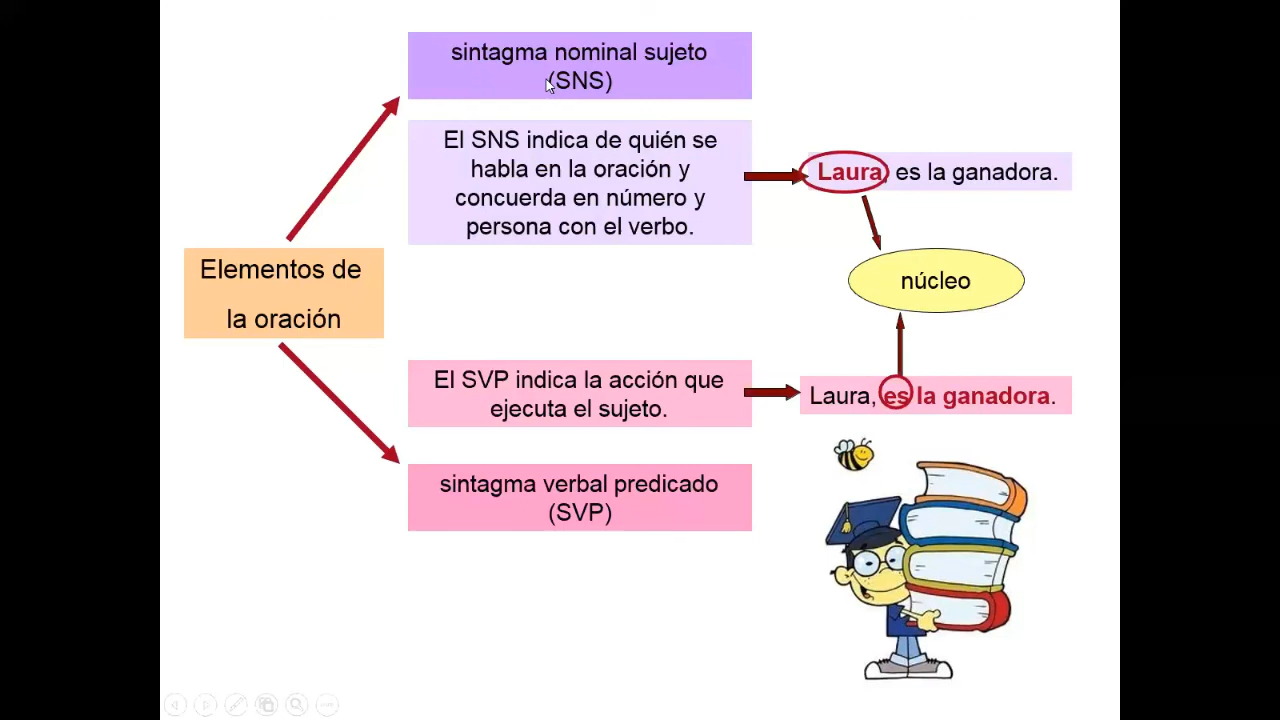 sintagma nominal sujeto
(SNS)
El SNS indica de quién se
habla en la oración y
concuerda en número y
persona con el verbo.
Laura, es la ganadora.
Elementos de
la oración
núcleo
El SVP indica la acción que
ejecuta el sujeto.
Laura, es la ganadora.
sintagma verbal predicado
(SVP)